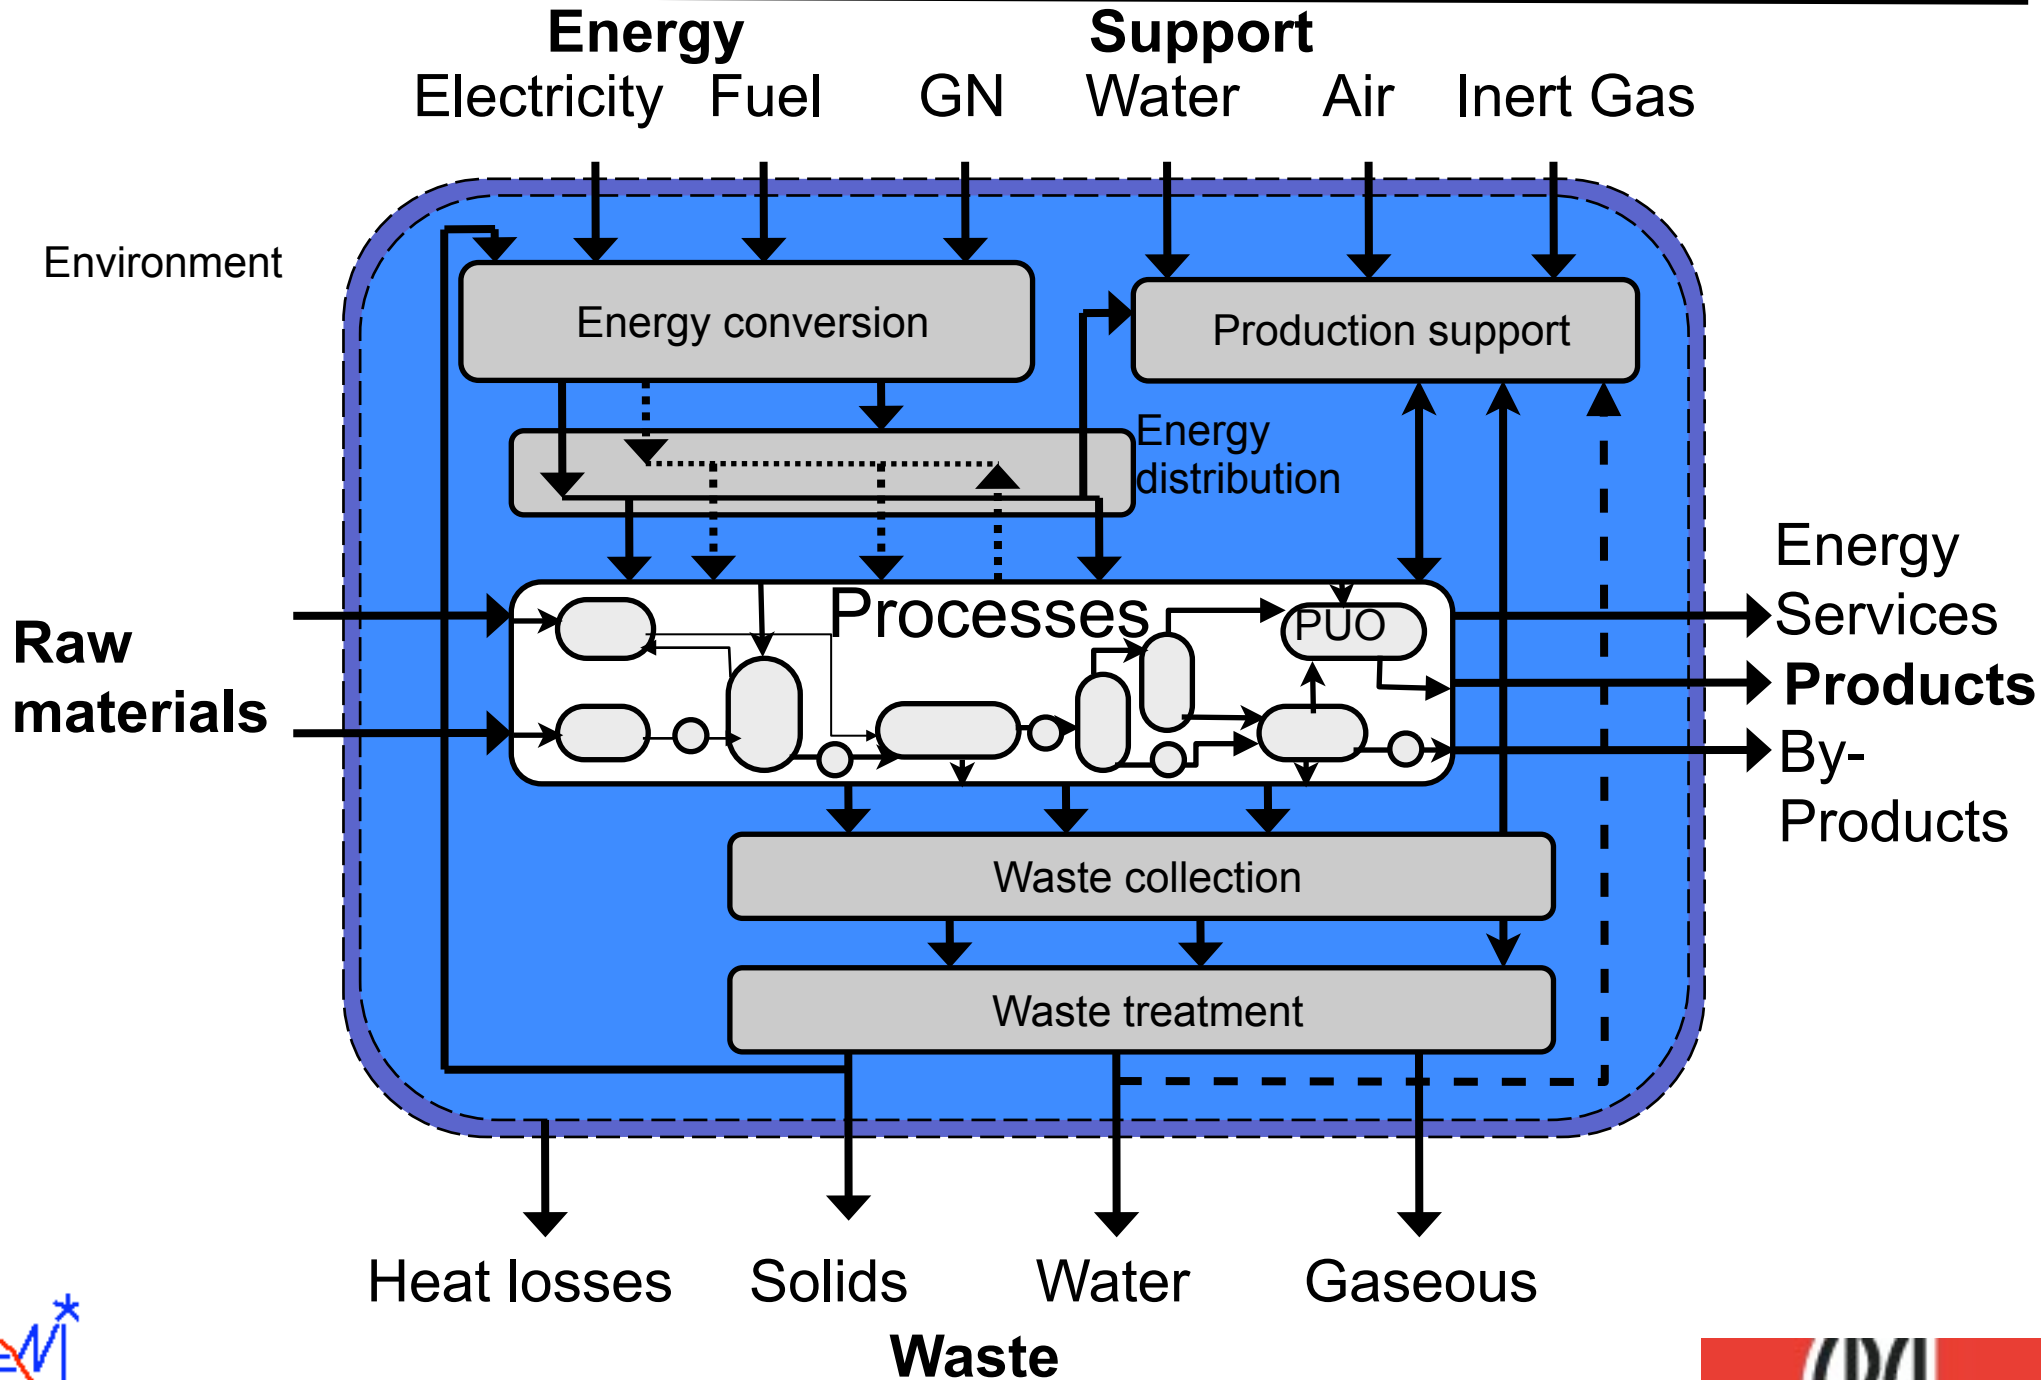 Energy Support
Electricity Fuel GN Water Air Inert Gas
Environment
Energy conversion
Production support
Energy
distribution
Processes
PUO
Raw
materials
Energy
Services
Products
By-
Products
Waste collection
Waste treatment
Heat losses Solids Water Gaseous
Waste